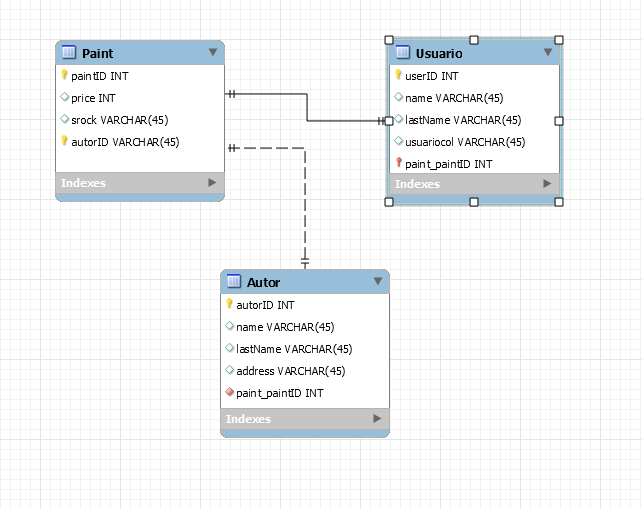 Paint
paintID INT
price INT
srock VARCHAR(45)
autorID VARCHAR(45)
Indexes
Usuario
userID INT
name VARCHAR(45)
lastName VARCHAR(45)
usuariocol VARCHAR(45)
paint_paintID INT
Indexes
Autor
autorID INT
name VARCHAR(45)
lastName VARCHAR(45)
address VARCHAR(45)
paint_paintID INT
Indexes